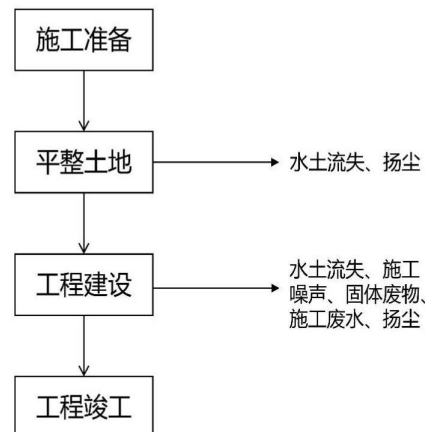 施工准备
平整土地
水土流失、扬尘
工程建设
水土流失、施工
噪声、固体废物、
施工废水、扬尘
工程竣工